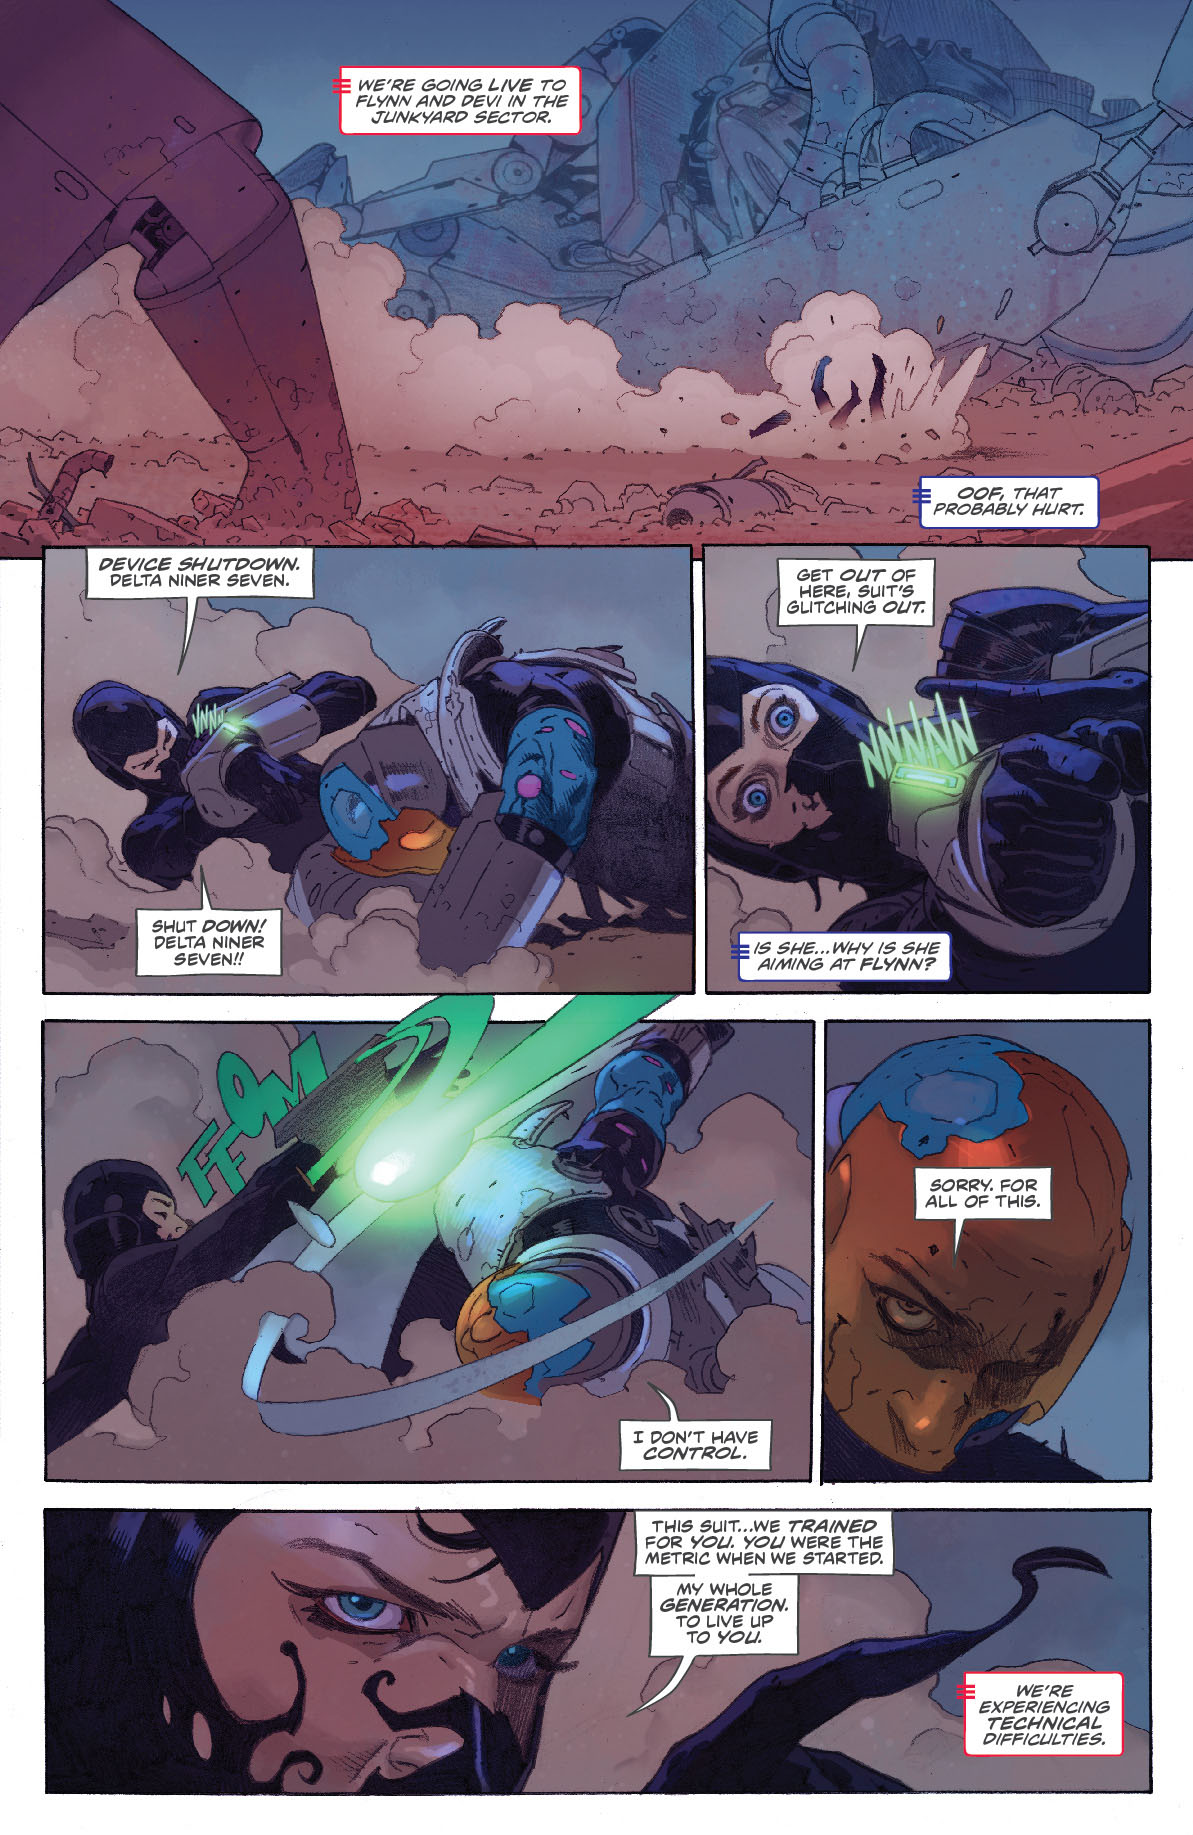 WE'RE GOING LIVE TO
FLYNN AND DEVI IN THE
JUNKYARD SECTOR.
OOF, THAT
PROBABLY HURT.
DEVICE SHUTDOWN.
DELTA NINER SEVEN.
SHUT DOWN!
DELTA NINER
SEVEN!!
GET OUT OF
HERE, SUIT'S
GLITCHING OUT.
NNNNN
NNNNN
IS SHE...WHY IS SHE
AIMING AT FLYNN?
FFOM
I DON'T HAVE
CONTROL.
SORRY. FOR
ALL OF THIS.
THIS SUIT...WE TRAINED
FOR YOU. YOU WERE THE
METRIC WHEN WE STARTED.
MY WHOLE
GENERATION.
TO LIVE UP
TO YOU.
WE'RE
EXPERIENCING
TECHNICAL
DIFFICULTIES.